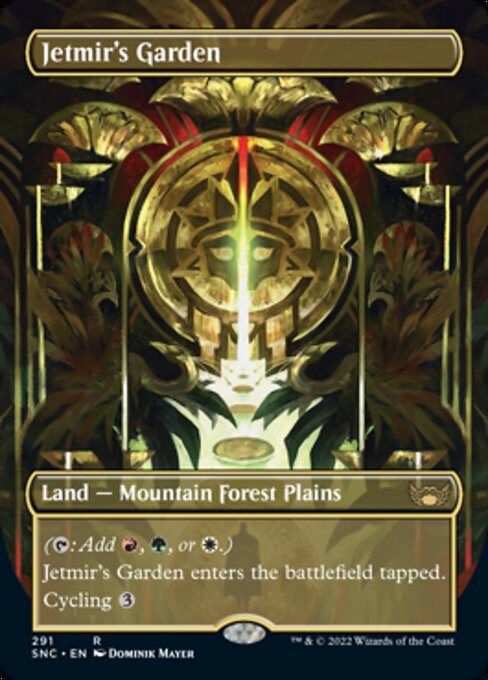 Jetmir's Garden
Land — Mountain Forest Plains
(: Add , , or .)
Jetmir's Garden enters the battlefield tapped.
Cycling 3
291 R
SNC • EN DOMINIK MAYER
™ & © 2022 Wizards of the Coast